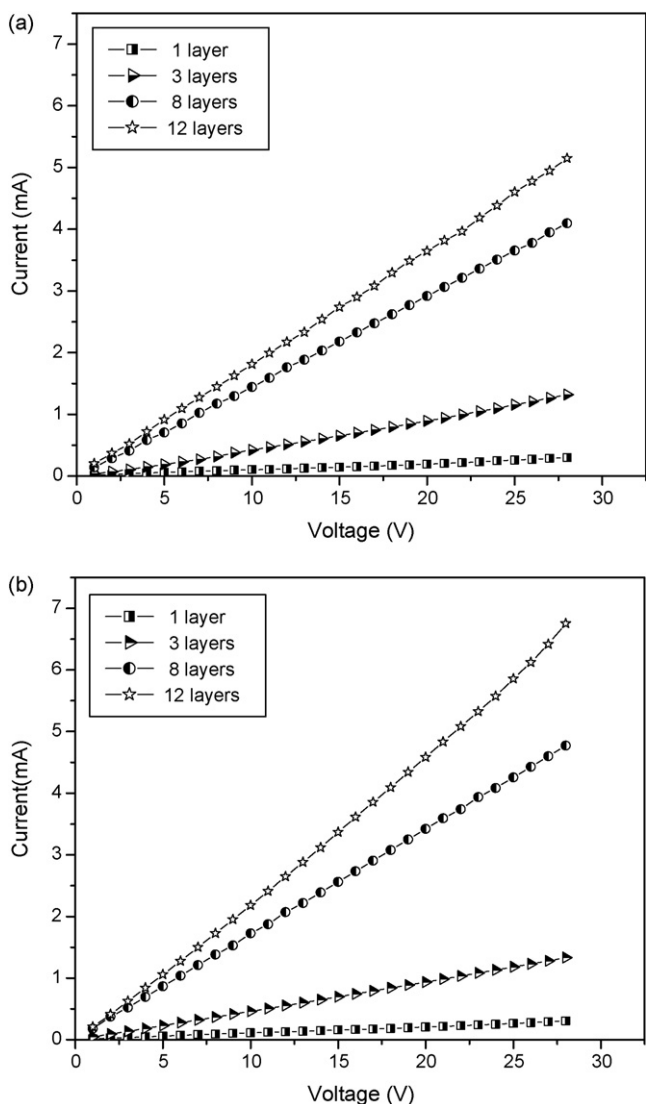 (a)
7
6
5
4
3
2
1
0
Current (mA)
1 layer
3 layers
8 layers
12 layers
0 5 10 15 20 25 30
Voltage (V)
(b)
7
6
5
4
3
2
1
0
Current(mA)
1 layer
3 layers
8 layers
12 layers
0 5 10 15 20 25 30
Voltage (V)